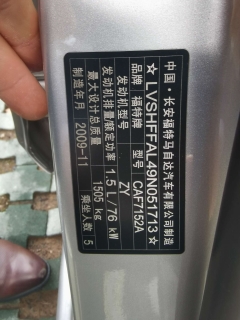 中国·长安福特马自达汽车有限公司制造
★LVSHFFAL49N051713★
品牌 福特牌 整车型号 CAF7152A
发动机型号 ZY
发动机排量/额定功率 1.5 L/ 76 kW
最大设计总质量 1505 kg
制造年月 2009-11 乘坐人数 5